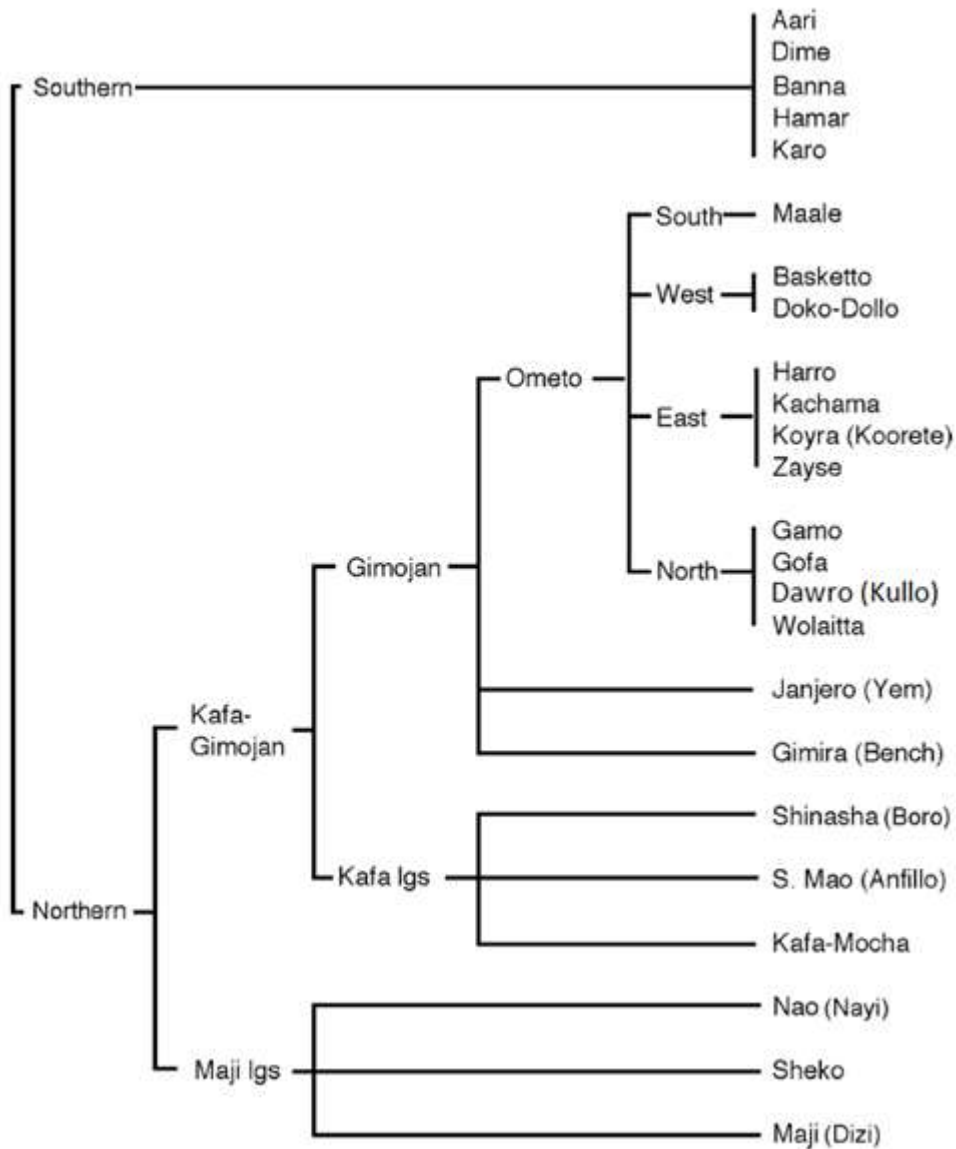 Aari
Dime
Southern
Banna
Hamar
Karo
South
Maale
West
Basketto
Doko-Dollo
Ometo
Harro
Kachama
East
Koyra (Koorete)
Zayse
Gamo
Gimojan
North
Gofa
Dawro (Kullo)
Wolaitta
Janjero (Yem)
Kafa-
Gimojan
Gimira (Bench)
Shinasha (Boro)
Kafa lgs
S. Mao (Anfillo)
Northern
Kafa-Mocha
Nao (Nayi)
Maji lgs
Sheko
Maji (Dizi)